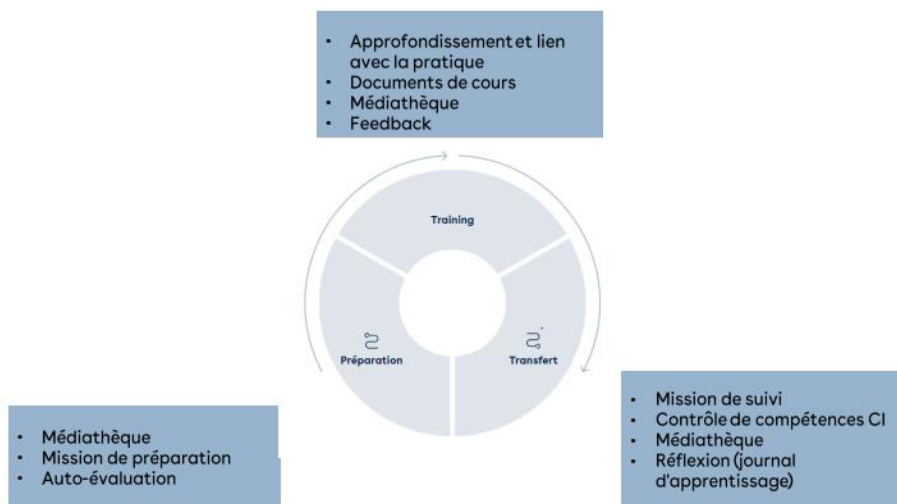 • Approfondissement et lien
avec la pratique
• Documents de cours
• Médiathèque
• Feedback
Training
Préparation
Transfert
• Médiathèque
• Mission de préparation
• Auto-évaluation
• Mission de suivi
• Contrôle de compétences CI
• Médiathèque
• Réflexion (journal
d'apprentissage)